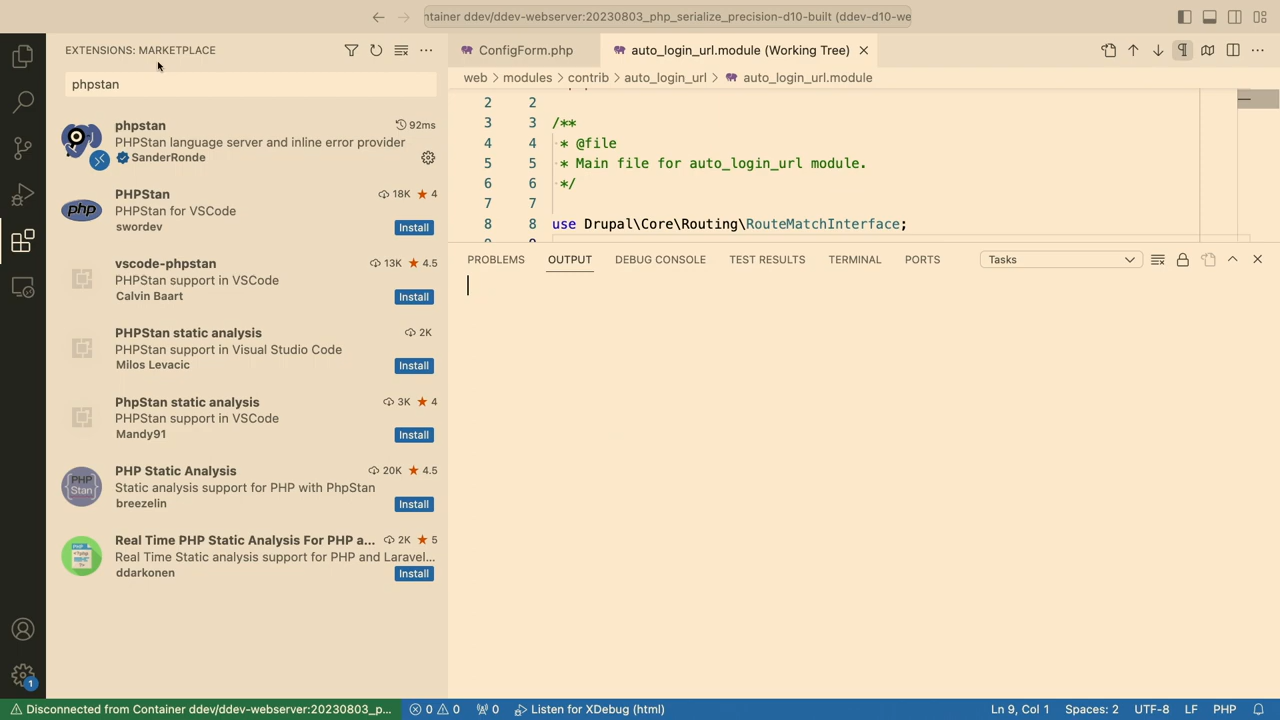 ntainer ddev/ddev-webserver:20230803_php_serialize_precision-d10-built (ddev-d10-we
EXTENSIONS: MARKETPLACE
phpstan
phpstan
92ms
PHPStan language server and inline error provider
SanderRonde
PHPStan
18K
4
PHPStan for VSCode
swordev
Install
vscode-phpstan
13K
4.5
PHPStan support in VSCode
Calvin Baart
Install
PHPStan static analysis
2K
PHPStan support in Visual Studio Code
Milos Levacic
Install
PhpStan static analysis
3K
4
PHPStan support in VSCode
Mandy91
Install
PHP Static Analysis
20K
4.5
Static analysis support for PHP with PhpStan
breezelin
Install
Real Time PHP Static Analysis For PHP a...
2K
5
Real Time Static analysis support for PHP and Laravel...
ddarkonen
Install
php
PHP
Stan
ConfigForm.php
auto_login_url.module (Working Tree)
web > modules > contrib > auto_login_url > auto_login_url.module
2 2
3 3 /**
4 4 * @file
5 5 * Main file for auto_login_url module.
6 6 */
7 7
8 8 use Drupal\Core\Routing\RouteMatchInterface;
PROBLEMS
OUTPUT
DEBUG CONSOLE
TEST RESULTS
TERMINAL
PORTS
Tasks
1
Disconnected from Container ddev/ddev-webserver:20230803_p...
0 0
0
Listen for XDebug (html)
Ln 9, Col 1
Spaces: 2
UTF-8
LF
PHP